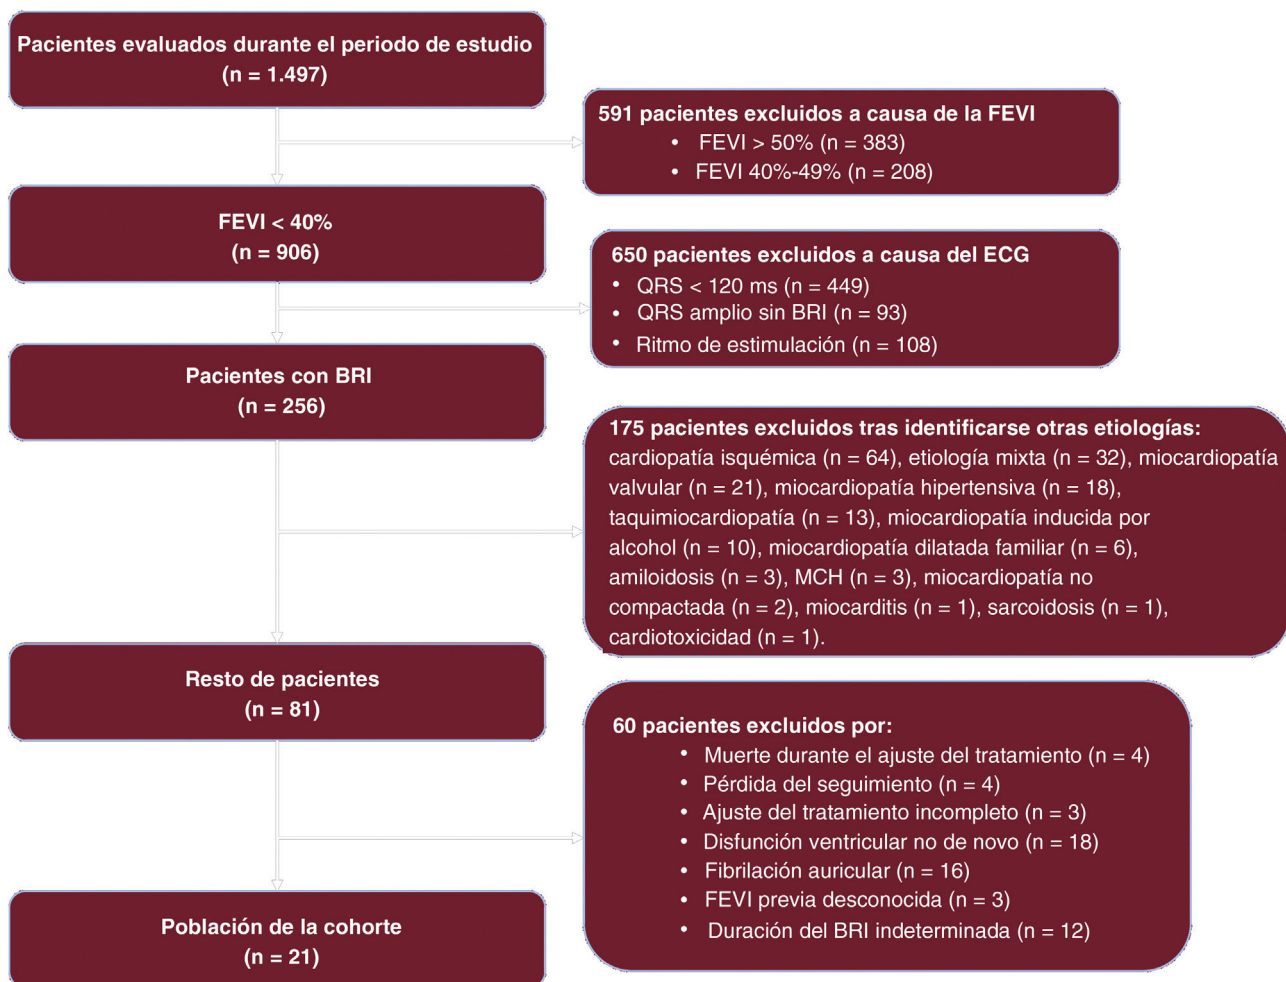 Pacientes evaluados durante el periodo de estudio
(n = 1.497)
591 pacientes excluidos a causa de la FEVI
• FEVI > 50% (n = 383)
• FEVI 40%-49% (n = 208)
FEVI < 40%
(n = 906)
650 pacientes excluidos a causa del ECG
• QRS < 120 ms (n = 449)
• QRS amplio sin BRI (n = 93)
• Ritmo de estimulación (n = 108)
Pacientes con BRI
(n = 256)
175 pacientes excluidos tras identificarse otras etiologías:
cardiopatía isquémica (n = 64), etiología mixta (n = 32), miocardiopatía
valvular (n = 21), miocardiopatía hipertensiva (n = 18),
taquimiocardiopatía (n = 13), miocardiopatía inducida por
alcohol (n = 10), miocardiopatía dilatada familiar (n = 6),
amiloidosis (n = 3), MCH (n = 3), miocardiopatía no
compactada (n = 2), miocarditis (n = 1), sarcoidosis (n = 1),
cardiotoxicidad (n = 1).
Resto de pacientes
(n = 81)
60 pacientes excluidos por:
• Muerte durante el ajuste del tratamiento (n = 4)
• Pérdida del seguimiento (n = 4)
• Ajuste del tratamiento incompleto (n = 3)
• Disfunción ventricular no de novo (n = 18)
• Fibrilación auricular (n = 16)
• FEVI previa desconocida (n = 3)
• Duración del BRI indeterminada (n = 12)
Población de la cohorte
(n = 21)